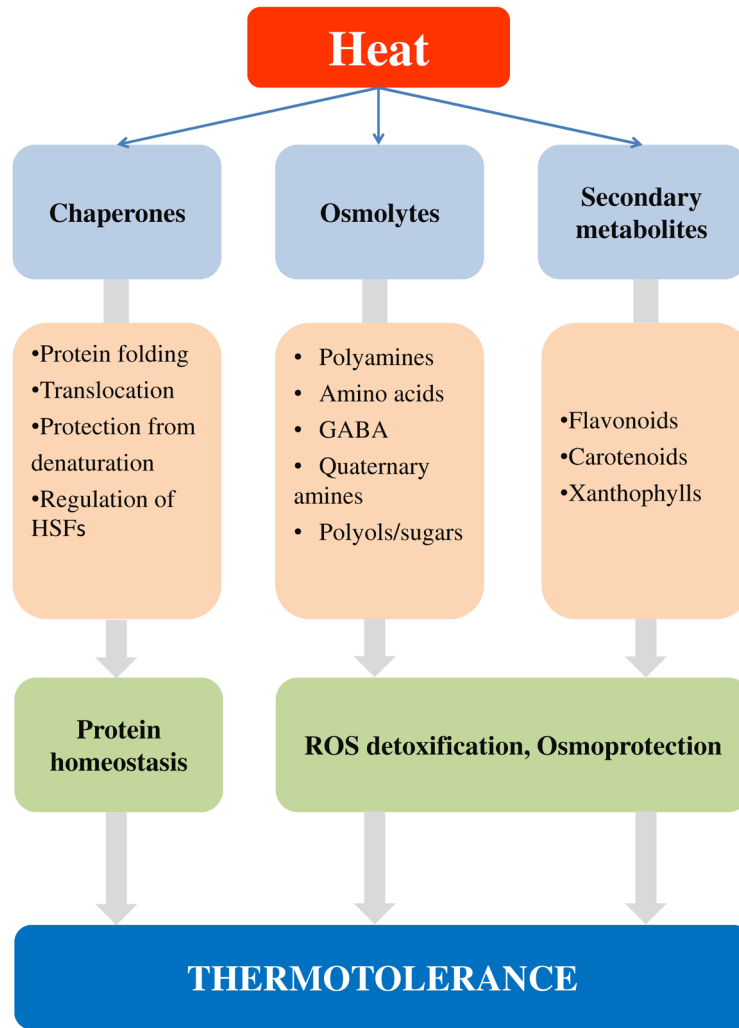 Heat
Chaperones
Osmolytes
Secondary
metabolites
•Protein folding
•Translocation
•Protection from
denaturation
•Regulation of
HSFs
• Polyamines
• Amino acids
• GABA
• Quaternary
amines
• Polyols/sugars
•Flavonoids
•Carotenoids
•Xanthophylls
Protein
homeostasis
ROS detoxification, Osmoprotection
THERMOTOLERANCE